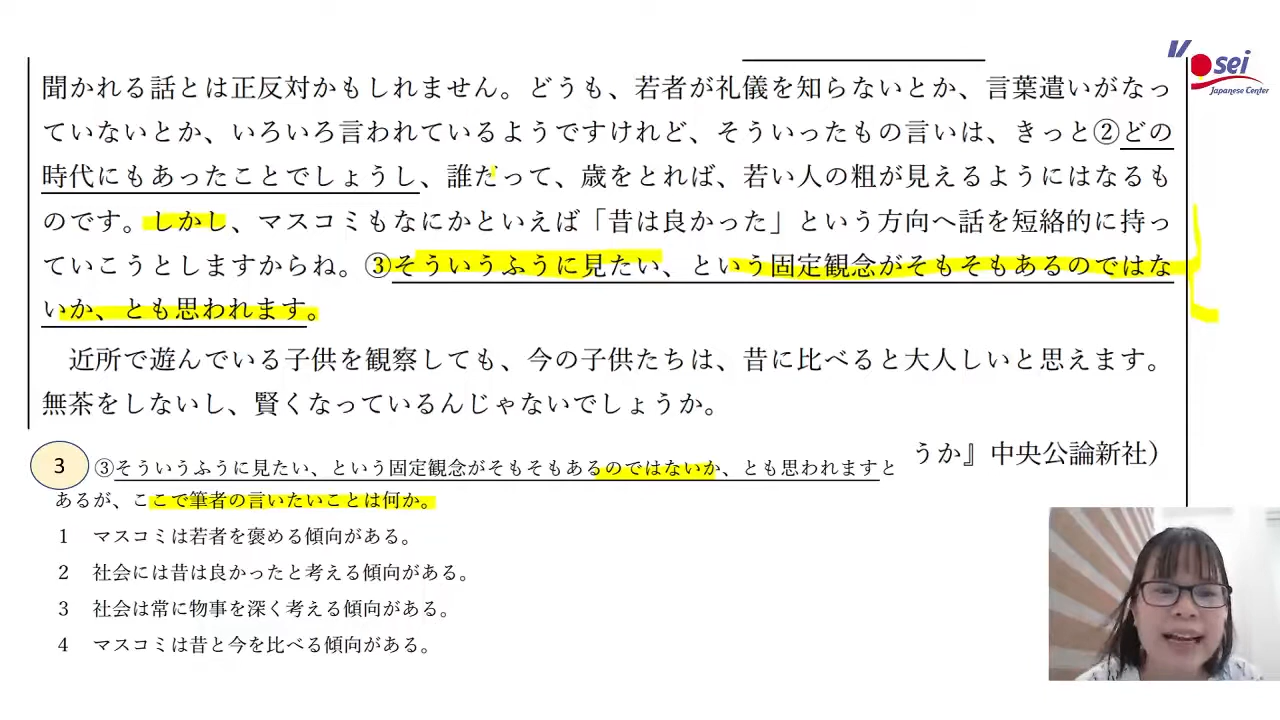 Kosei
Japanese Center
聞かれる話とは正反対かもしれません。どうも、若者が礼儀を知らないとか、言葉遣いがなっ
ていないとか、いろいろ言われているようですけれど、そういったもの言いは、きっと②どの
時代にもあったことでしょうし、誰だって、歳をとれば、若い人の粗が見えるようにはなるも
のです。しかし、マスコミもなにかといえば「昔は良かった」という方向へ話を短絡的に持っ
ていこうとしますからね。③そういうふうに見たい、という固定観念がそもそもあるのではな
いか、とも思われます。
近所で遊んでいる子供を観察しても、今の子供たちは、昔に比べると大人しいと思えます。
無茶をしないし、賢くなっているんじゃないでしょうか。
うか』中央公論新社）
3 ③そういうふうに見たい、という固定観念がそもそもあるのではないか、とも思われますと
あるが、ここで筆者の言いたいことは何か。
1 マスコミは若者を褒める傾向がある。
2 社会には昔は良かったと考える傾向がある。
3 社会は常に物事を深く考える傾向がある。
4 マスコミは昔と今を比べる傾向がある。